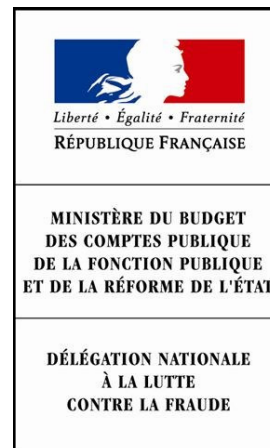 Liberté • Égalité • Fraternité
RÉPUBLIQUE FRANÇAISE
MINISTÈRE DU BUDGET
DES COMPTES PUBLIQUE
DE LA FONCTION PUBLIQUE
ET DE LA RÉFORME DE L'ÉTAT
DÉLÉGATION NATIONALE
À LA LUTTE
CONTRE LA FRAUDE